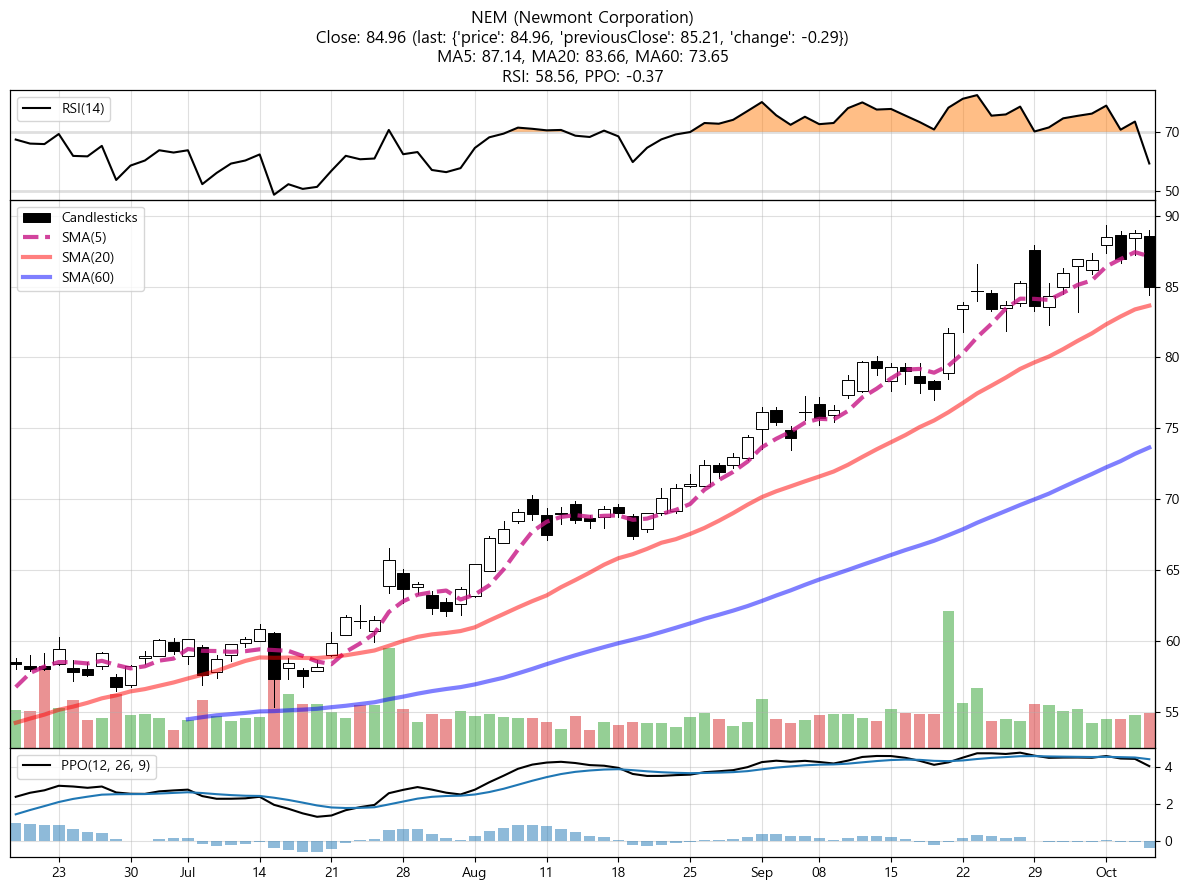 NEM (Newmont Corporation)
Close: 84.96 (last: {'price': 84.96, 'previousClose': 85.21, 'change': -0.29})
MA5: 87.14, MA20: 83.66, MA60: 73.65
RSI: 58.56, PPO: -0.37
RSI(14)
70
50
Candlesticks
SMA(5)
SMA(20)
SMA(60)
90
85
80
75
70
65
60
55
PPO(12, 26, 9)
4
2
0
23 30 Jul 14 21 28 Aug 11 18 25 Sep 08 15 22 29 Oct